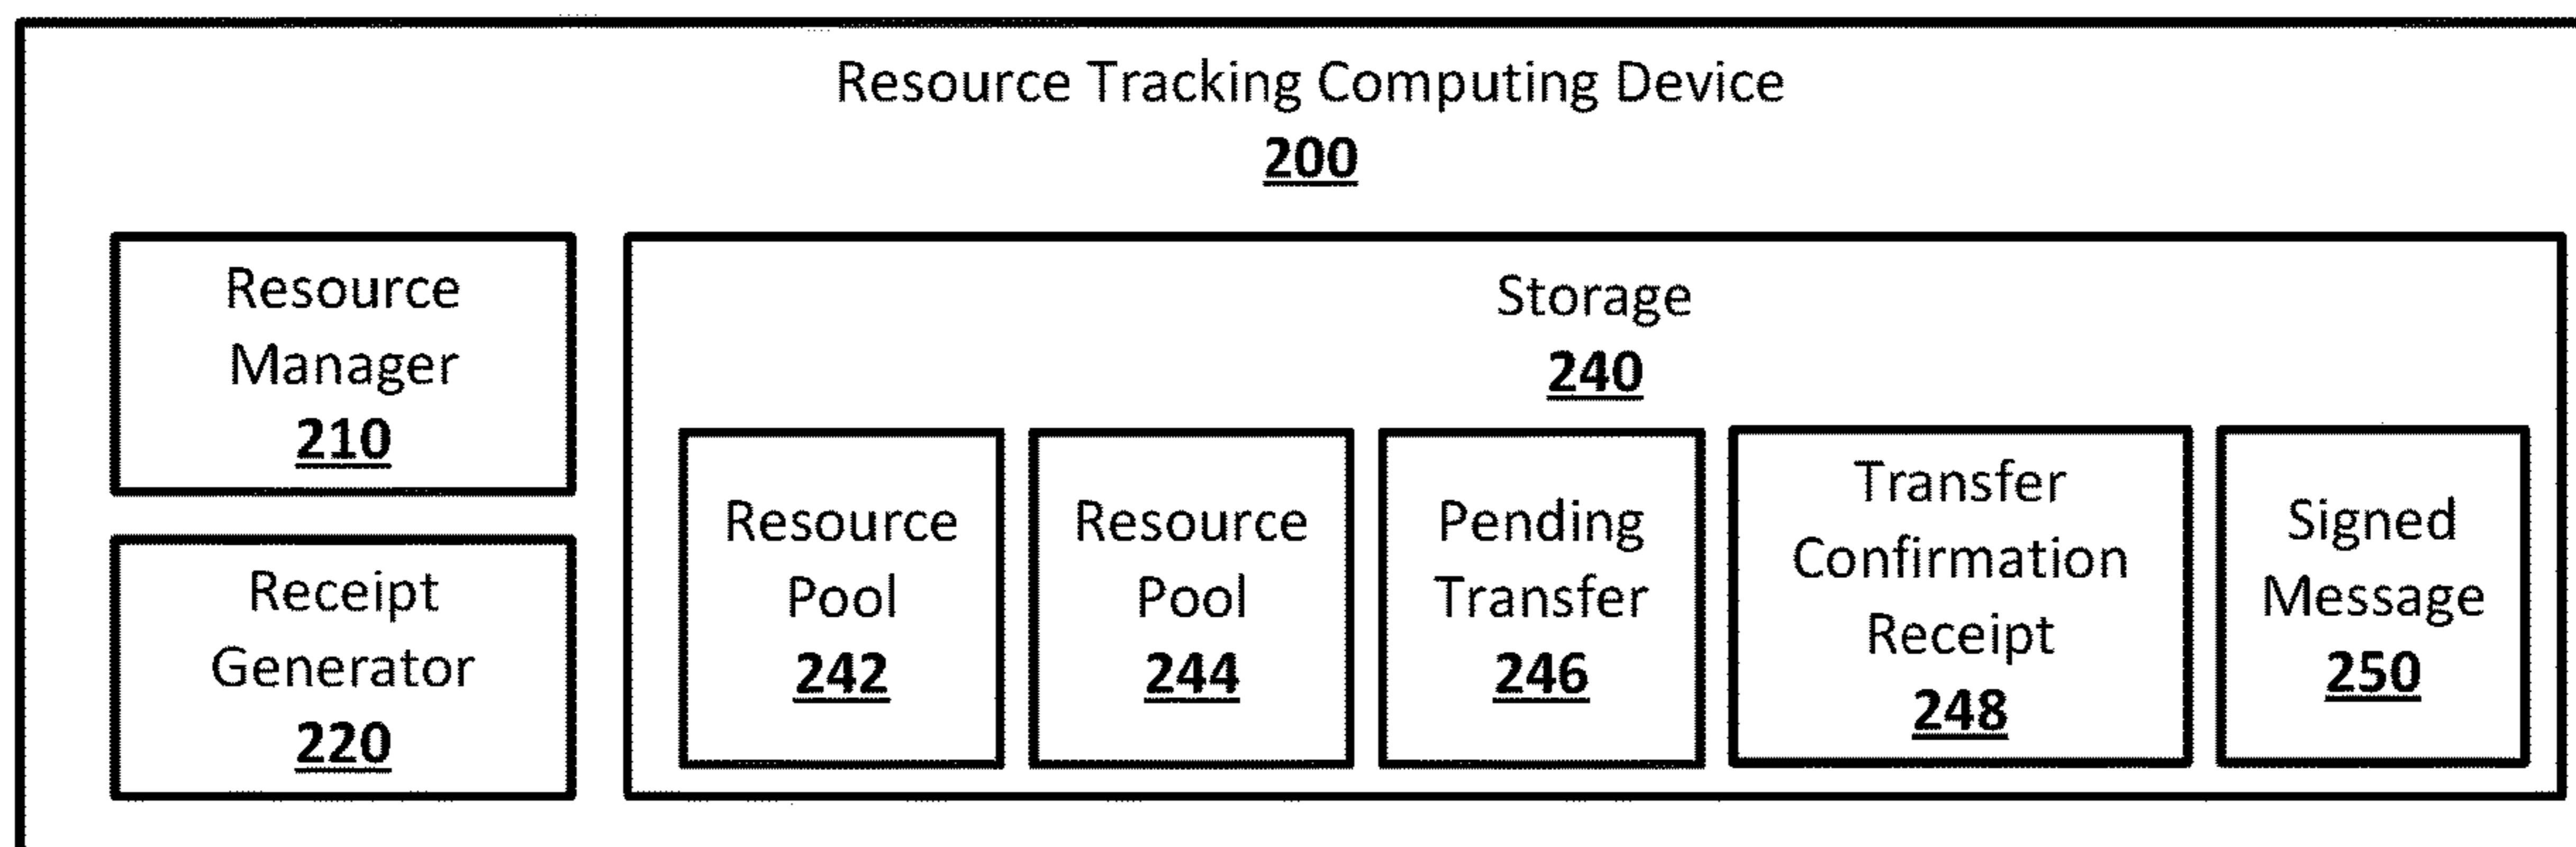 Resource Tracking Computing Device
200
Resource
Manager
210
Receipt
Generator
220
Storage
240
Resource
Pool
242
Resource
Pool
244
Pending
Transfer
246
Transfer
Confirmation
Receipt
248
Signed
Message
250